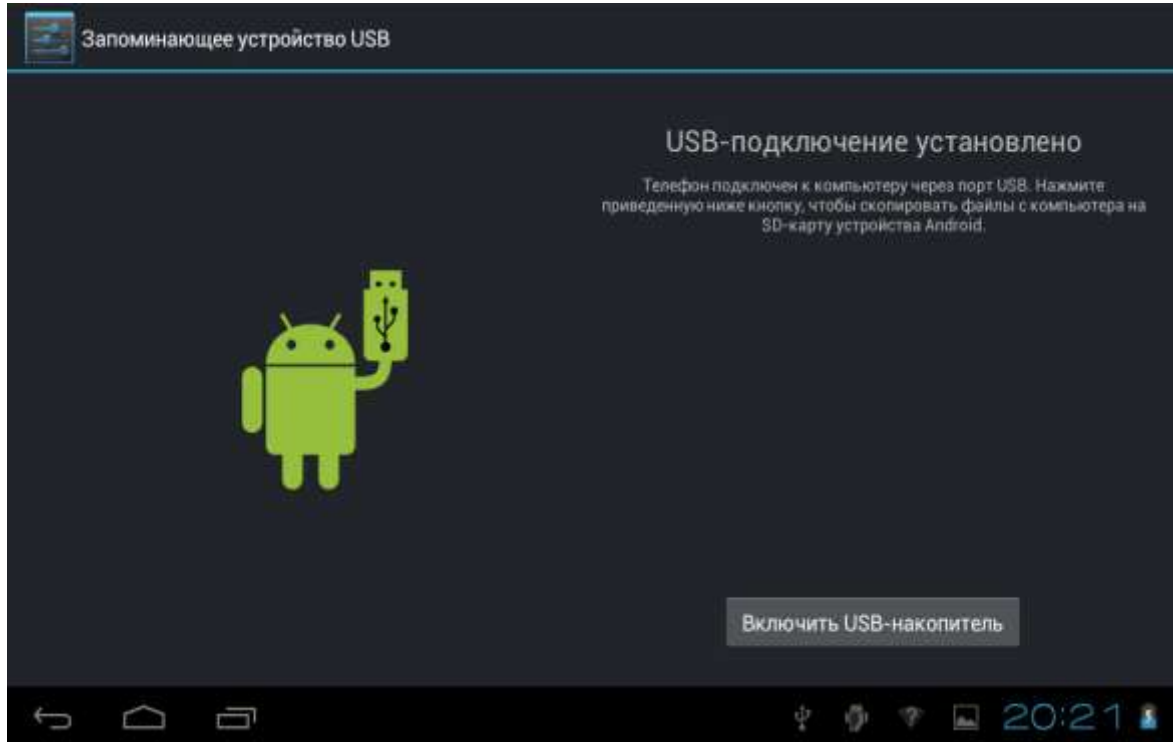 Запоминающее устройство USB
USB-подключение установлено
Телефон подключен к компьютеру через порт USB. Нажмите
приведенную ниже кнопку, чтобы скопировать файлы с компьютера на
SD-карту устройства Android.
Включить USB-накопитель
20:21